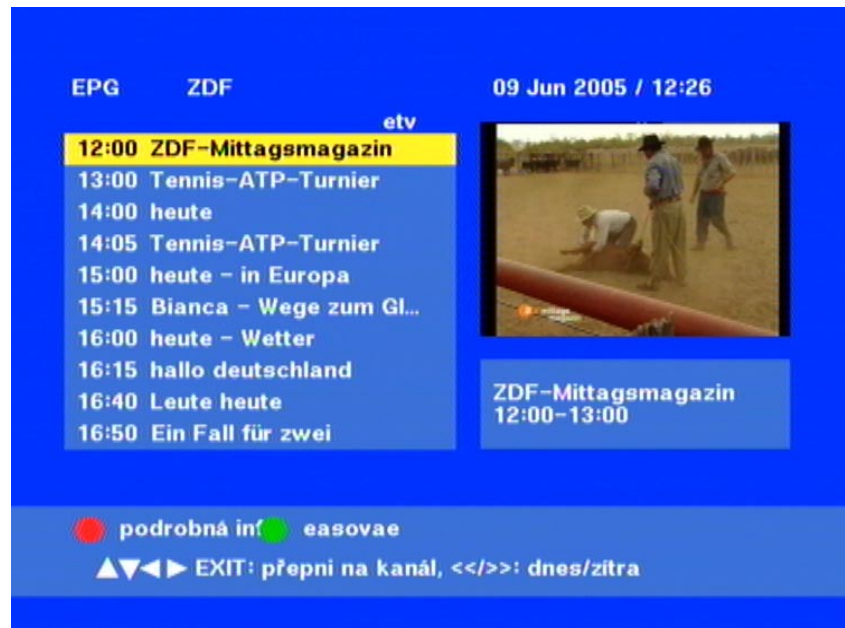 EPG ZDF 09 Jun 2005 / 12:26
etv
12:00 ZDF-Mittagsmagazin
13:00 Tennis-ATP-Turnier
14:00 heute
14:05 Tennis-ATP-Turnier
15:00 heute - in Europa
15:15 Bianca - Wege zum Gl...
16:00 heute - Wetter
16:15 hallo deutschland
16:40 Leute heute
16:50 Ein Fall für zwei
mittags
magazin
ZDF-Mittagsmagazin
12:00-13:00
podrobná inf easovae
▲▼◄► EXIT: přepni na kanál, <</>>: dnes/zítra